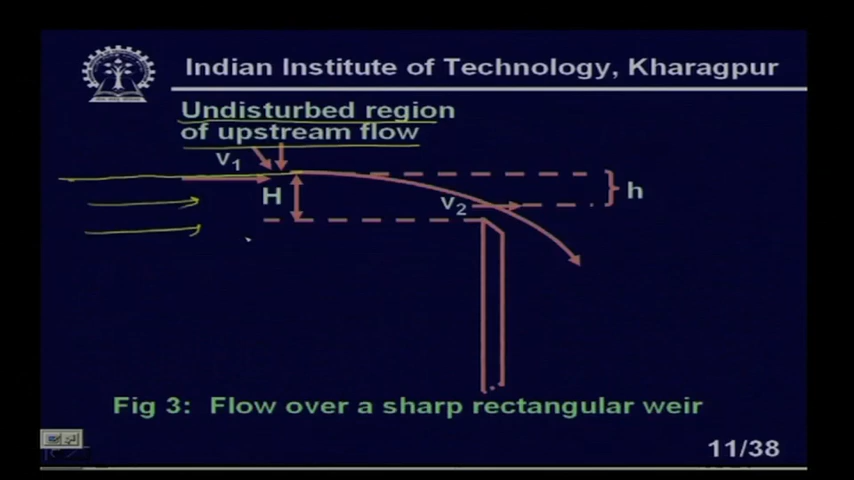 Indian Institute of Technology, Kharagpur
Undisturbed region
of upstream flow
v1
H
v2
h
Fig 3: Flow over a sharp rectangular weir
11/38